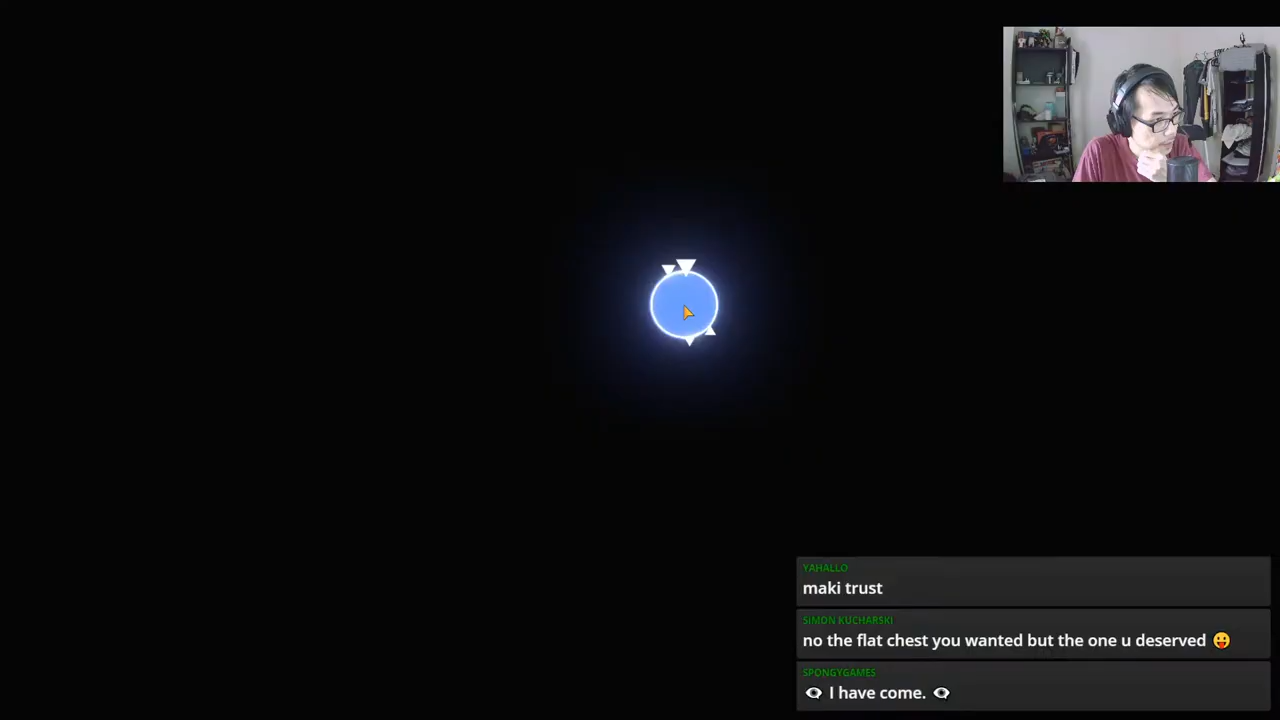 YAHALLO
maki trust
SIMON KUCHARSKI
no the flat chest you wanted but the one u deserved 😛
SPONGYGAMES
👁 I have come. 👁